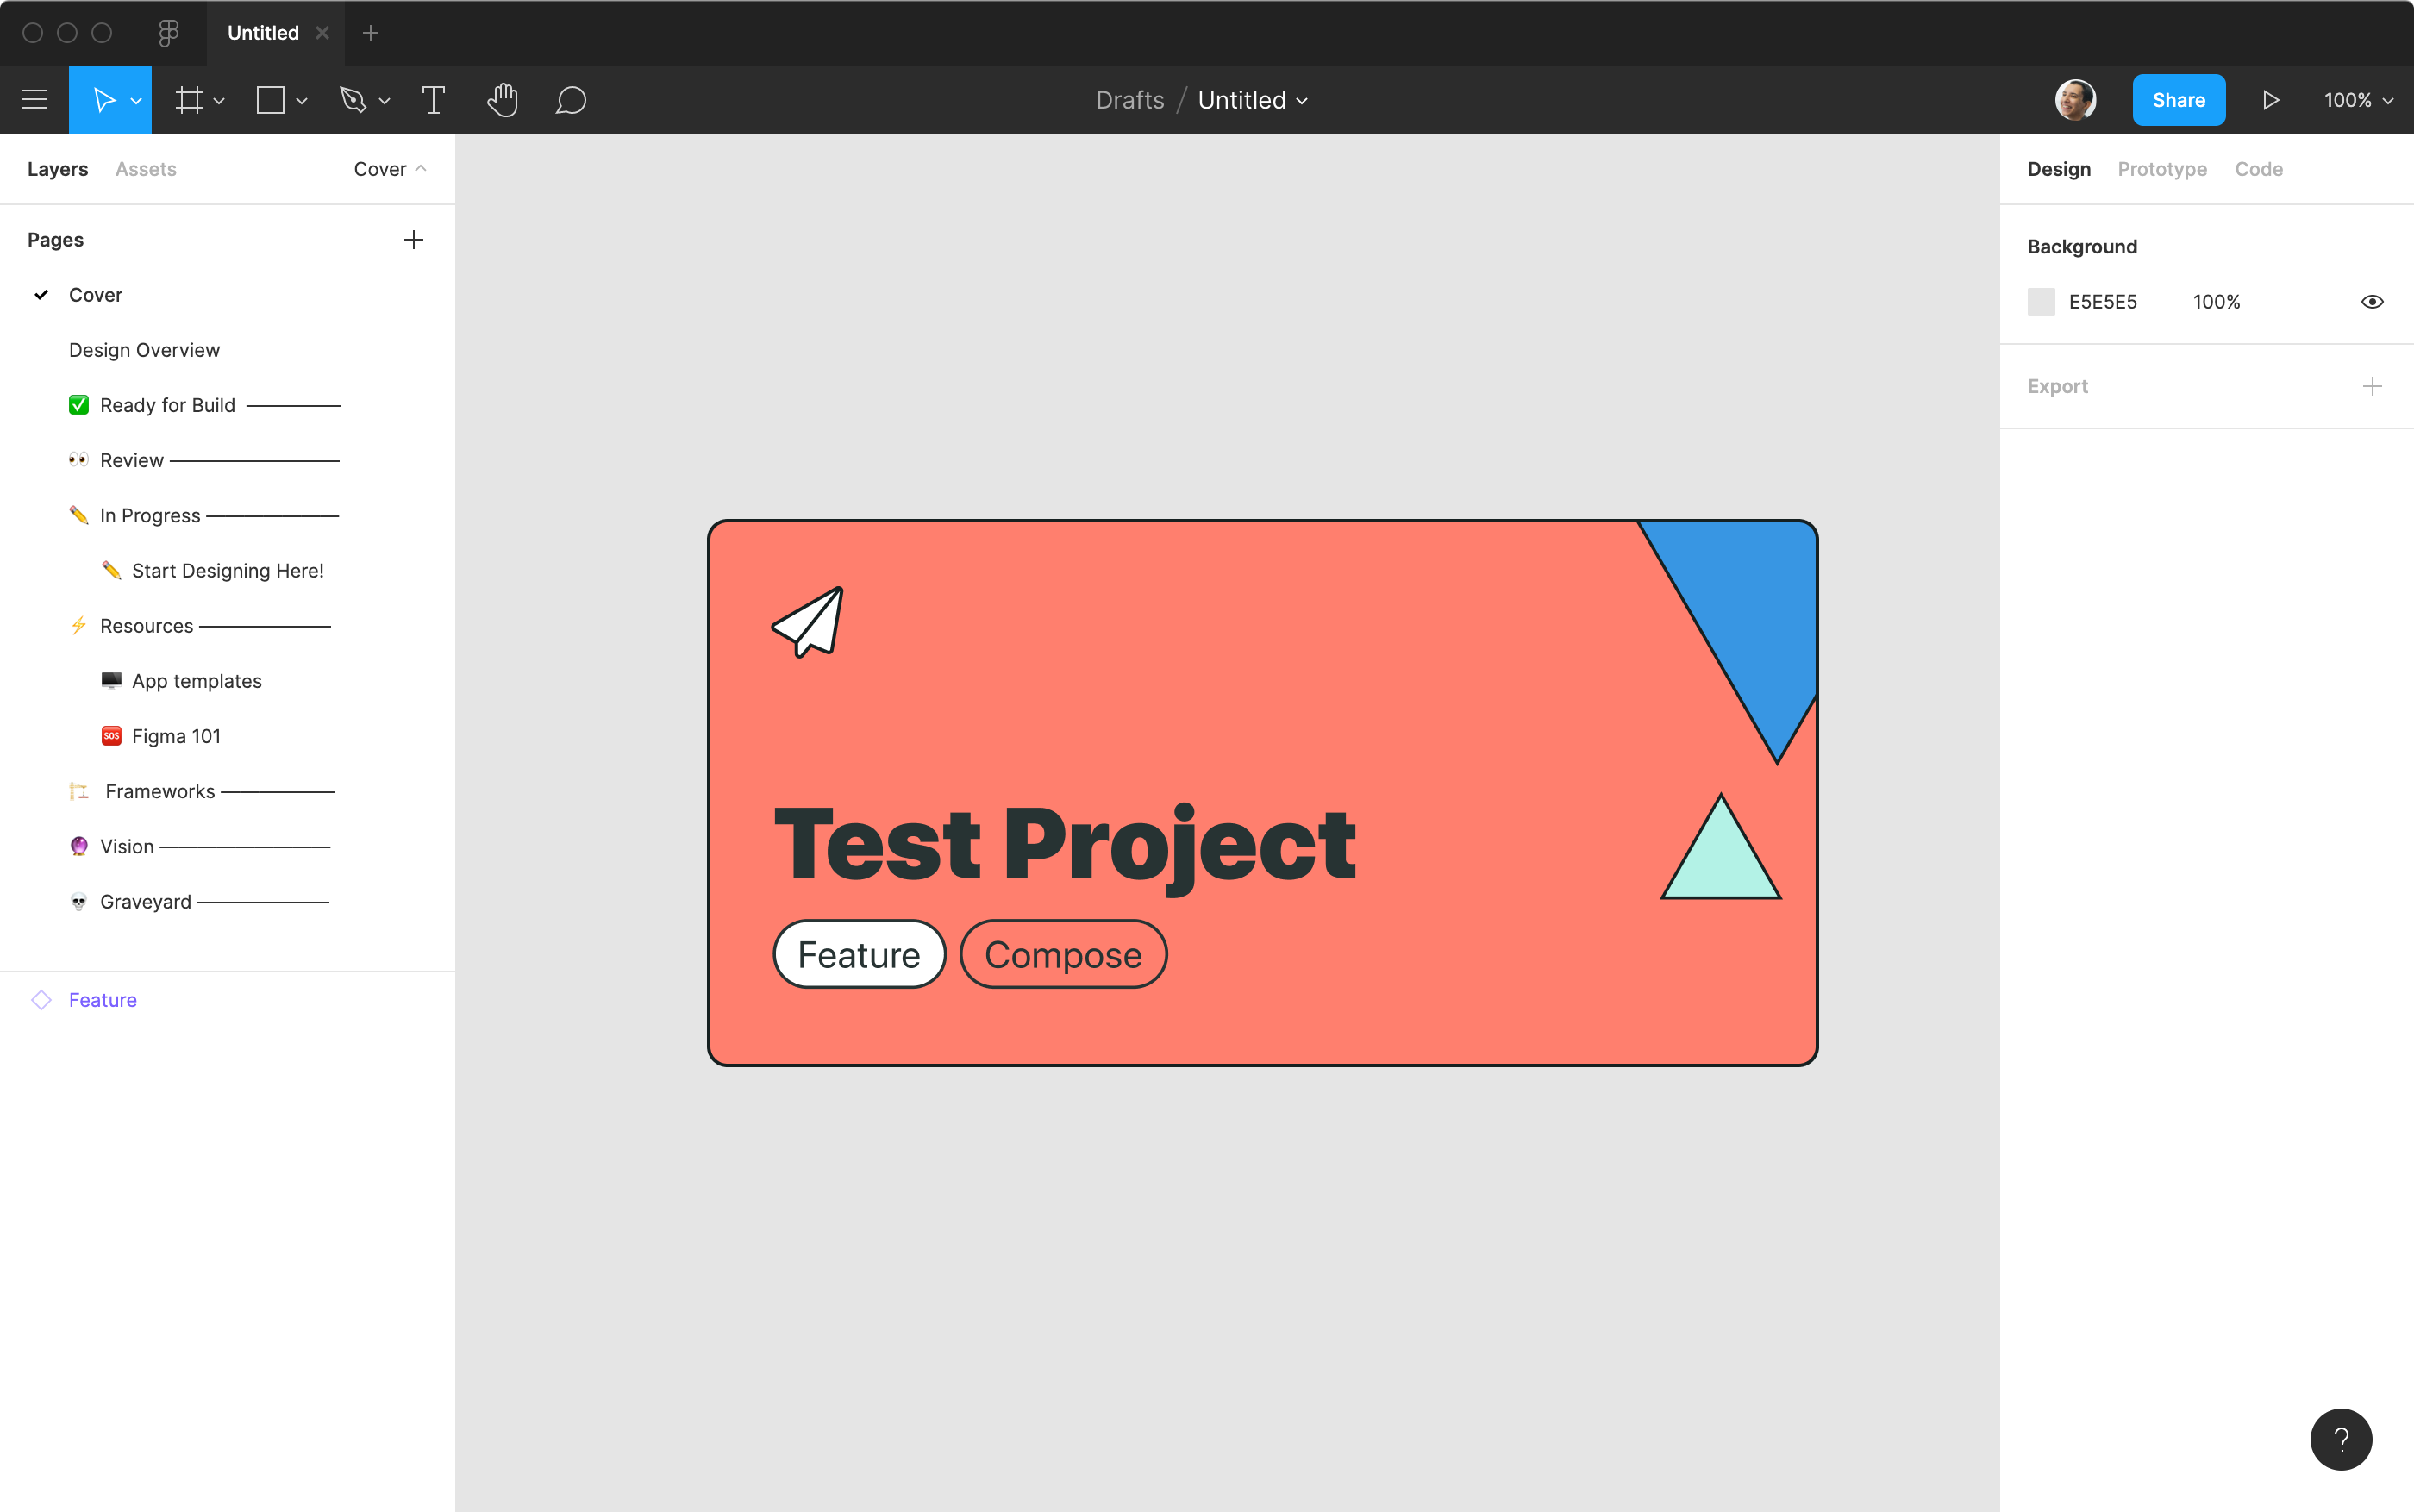 Untitled
Drafts / Untitled
Share
100%
Layers Assets Cover
Pages
Cover
Design Overview
✅ Ready for Build —————
👀 Review —————————
✏️ In Progress ———————
✏️ Start Designing Here!
⚡ Resources ———————
🖥️ App templates
🆘 Figma 101
🏗️ Frameworks ——————
🔮 Vision —————————
💀 Graveyard ———————
Feature
Test Project
Feature Compose
Design Prototype Code
Background
E5E5E5 100%
Export
?